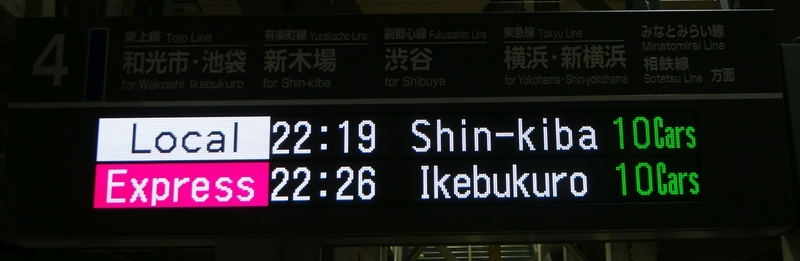 4
東上線 Tojo Line
和光市・池袋
for Wakoshi Ikebukuro
有楽町線 Yurakucho Line
新木場
for Shin-kiba
副都心線 Fukutoshin Line
渋谷
for Shibuya
東急線 Tokyu Line
横浜・新横浜
for Yokohama・Shin-yokohama
みなとみらい線
Minatomirai Line
相鉄線
Sotetsu Line 方面
Local 22:19 Shin-kiba 10Cars
Express 22:26 Ikebukuro 10Cars